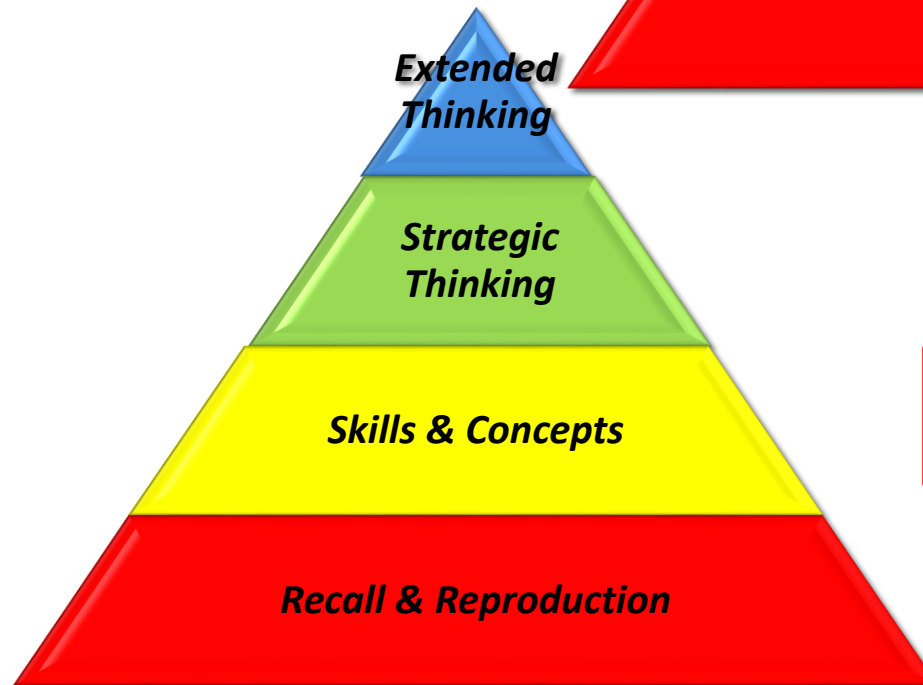 Extended
Thinking
Strategic
Thinking
Skills & Concepts
Recall & Reproduction